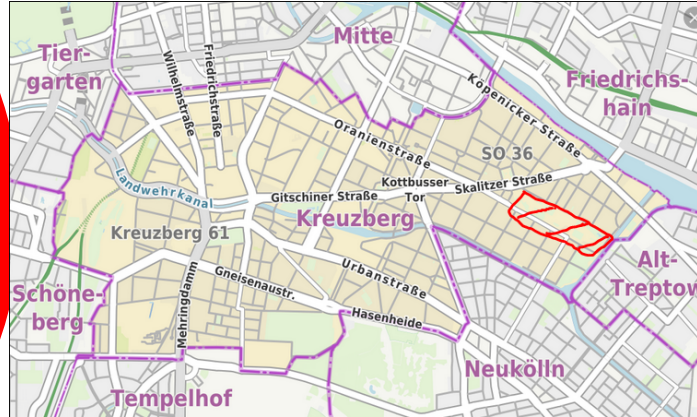 Tier-
garten
Mitte
Friedrichs-
hain
Wilhelmstraße
Friedrichstraße
Köpenicker-Straße
Oranienstraße
SO 36
Landwehrkanal
Gitschiner Straße
Kottbusser
Tor
Skalitzer Straße
Kreuzberg
Kreuzberg 61
Alt-
Treptow
Schöne-
berg
Mehringdamm
Gneisenaustr.
Urbanstraße
Hasenheide
Neukölln
Tempelhof